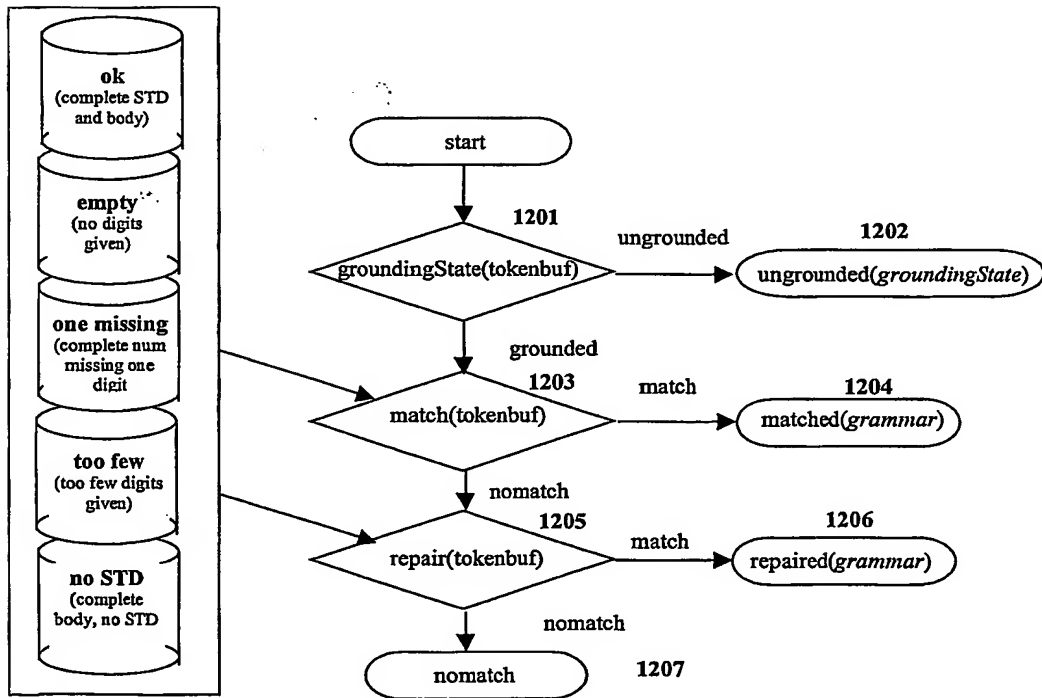 ok
(complete STD
and body)
empty
(no digits
given)
one missing
(complete num
missing one
digit
too few
(too few digits
given)
no STD
(complete
body, no STD
start
1201
groundingState(tokenbuf)
ungrounded
1202
ungrounded(groundingState)
grounded
1203
match(tokenbuf)
match
1204
matched(grammar)
nomatch
1205
repair(tokenbuf)
match
1206
repaired(grammar)
nomatch
nomatch
1207